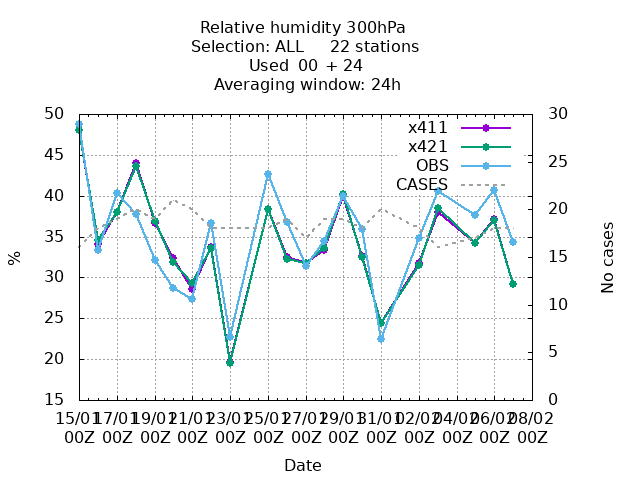 Relative humidity 300hPa
Selection: ALL 22 stations
Used 00 + 24
Averaging window: 24h
50 30
x411
x421
45 25
OBS
CASES
40 20
35 15
%
No cases
30 10
25
20 5
15 0
15/01 17/01 19/01 21/01 23/01 25/01 27/01 29/01 31/01 02/02 04/02 06/02 08/02
00Z 00Z 00Z 00Z 00Z 00Z 00Z 00Z 00Z 00Z 00Z 00Z 00Z
Date